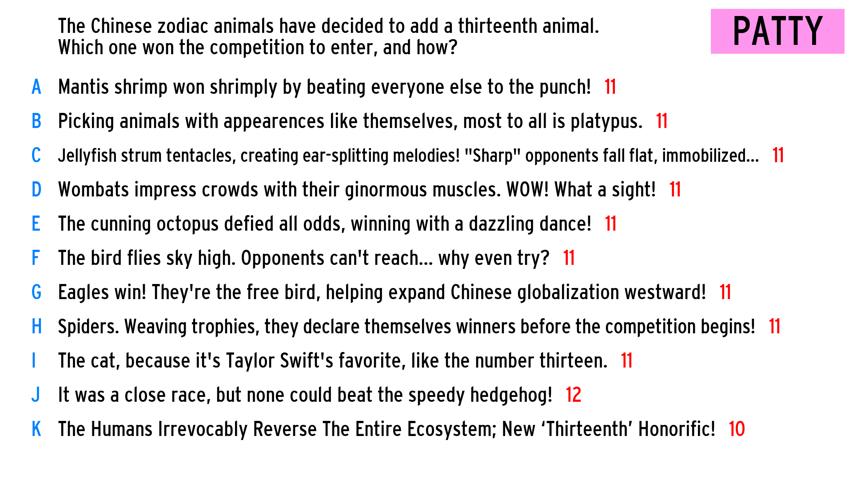 The Chinese zodiac animals have decided to add a thirteenth animal.
Which one won the competition to enter, and how?
PATTY
A Mantis shrimp won shrimply by beating everyone else to the punch! 11
B Picking animals with appearences like themselves, most to all is platypus. 11
C Jellyfish strum tentacles, creating ear-splitting melodies! "Sharp" opponents fall flat, immobilized... 11
D Wombats impress crowds with their ginormous muscles. WOW! What a sight! 11
E The cunning octopus defied all odds, winning with a dazzling dance! 11
F The bird flies sky high. Opponents can't reach... why even try? 11
G Eagles win! They're the free bird, helping expand Chinese globalization westward! 11
H Spiders. Weaving trophies, they declare themselves winners before the competition begins! 11
I The cat, because it's Taylor Swift's favorite, like the number thirteen. 11
J It was a close race, but none could beat the speedy hedgehog! 12
K The Humans Irrevocably Reverse The Entire Ecosystem; New ‘Thirteenth’ Honorific! 10